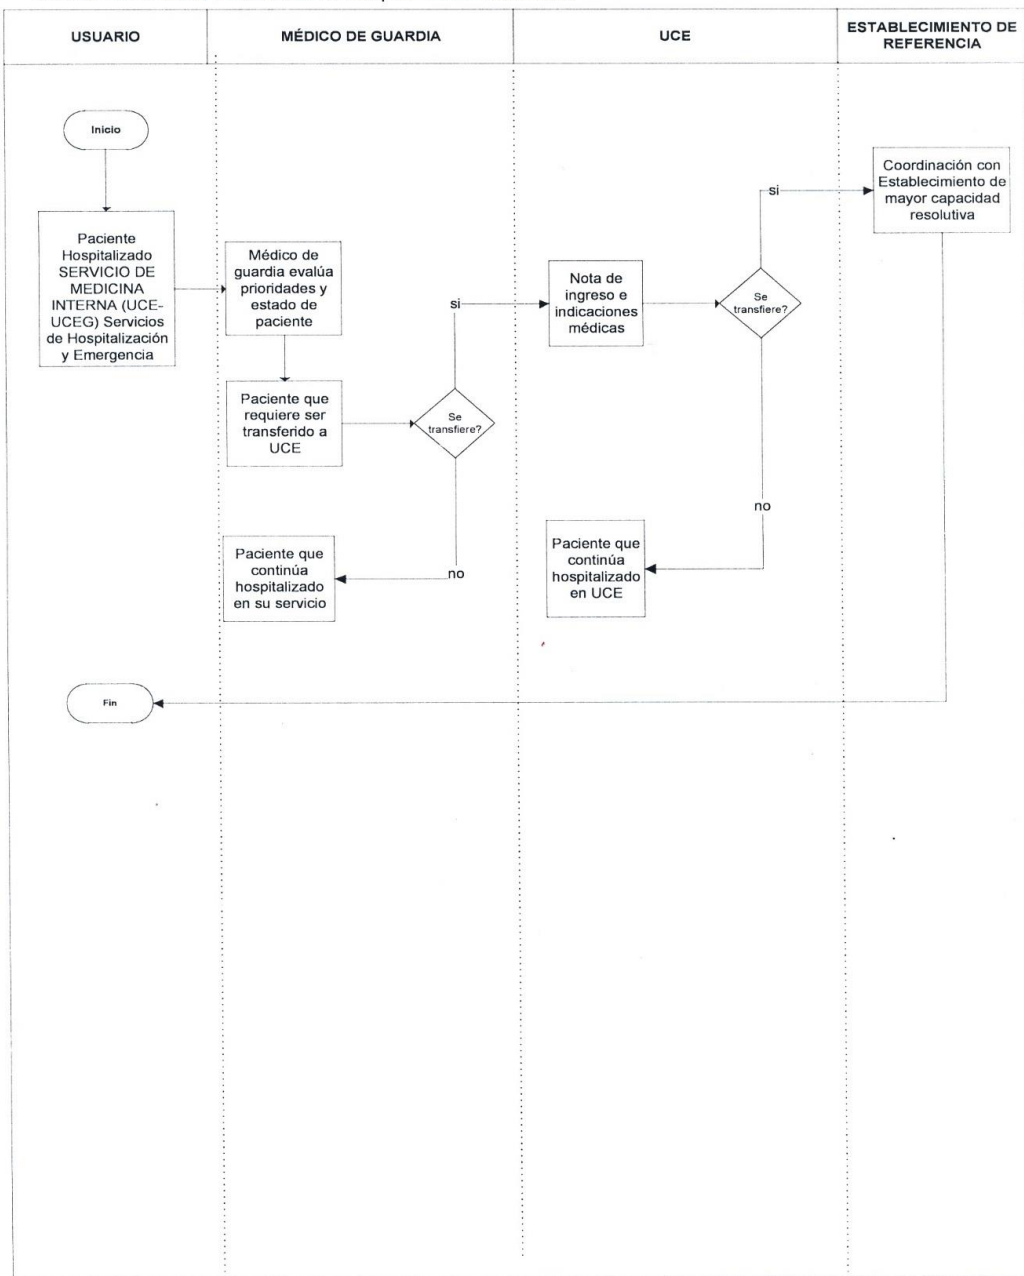 USUARIO
MÉDICO DE GUARDIA
UCE
ESTABLECIMIENTO DE
REFERENCIA
Inicio
Paciente
Hospitalizado
SERVICIO DE
MEDICINA
INTERNA (UCE-
UCEG) Servicios
de Hospitalización
y Emergencia
Médico de
guardia evalúa
prioridades y
estado de
paciente
Paciente que
requiere ser
transferido a
UCE
Se
transfiere?
si
no
Paciente que
continúa
hospitalizado
en su servicio
Nota de
ingreso e
indicaciones
médicas
Se
transfiere?
si
no
Paciente que
continúa
hospitalizado
en UCE
Coordinación con
Establecimiento de
mayor capacidad
resolutiva
Fin